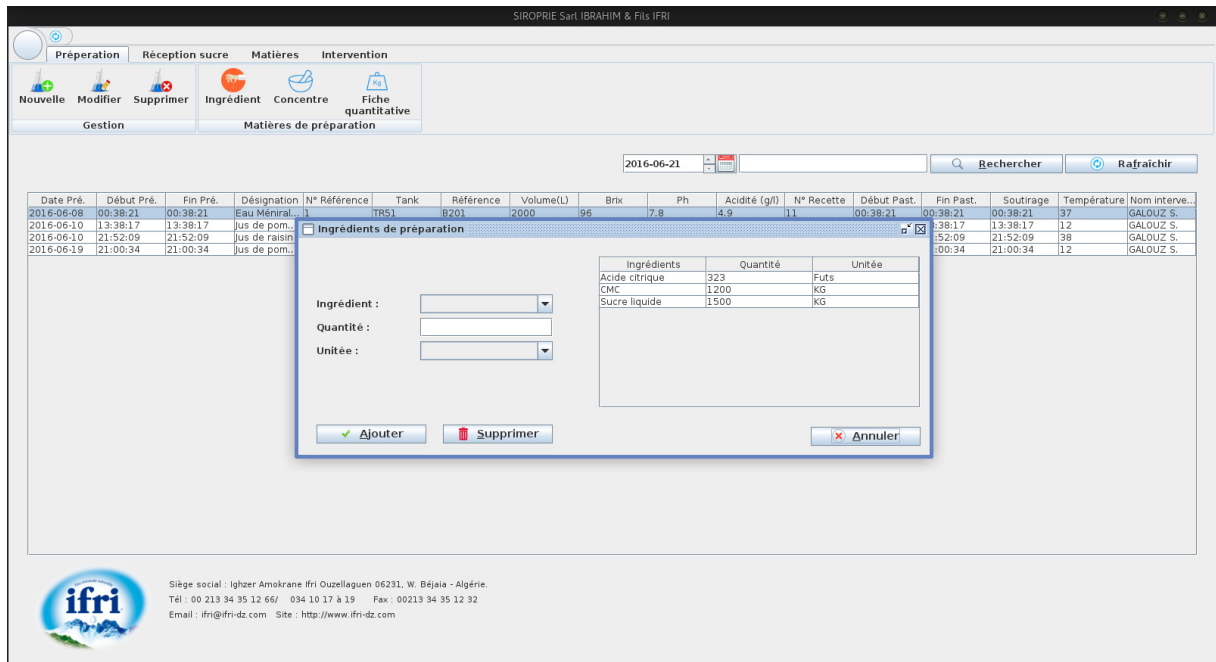 SIROPRIE Sarl IBRAHIM & Fils IFRI
Préperation Réception sucre Matières Intervention
Nouvelle Modifier Supprimer Ingrédient Concentre Fiche quantitative
Gestion Matières de préparation
2016-06-21 Rechercher Rafraîchir
Date Pré. Début Pré. Fin Pré. Désignation N° Référence Tank Référence Volume(L) Brix Ph Acidité (g/l) N° Recette Début Past. Fin Past. Soutirage Température Nom interve...
2016-06-08 00:38:21 00:38:21 Eau Méniral... 1 TR51 B201 2000 96 7.8 4.9 11 00:38:21 00:38:21 00:38:21 37 GALOUZ S.
2016-06-10 13:38:17 13:38:17 Jus de pom... :38:17 13:38:17 12 GALOUZ S.
2016-06-10 21:52:09 21:52:09 Jus de raisin :52:09 21:52:09 38 GALOUZ S.
2016-06-19 21:00:34 21:00:34 Jus de pom... :00:34 21:00:34 12 GALOUZ S.
Ingrédients de préparation
Ingrédient :
Quantité :
Unitée :
Ingrédients Quantité Unitée
Acide citrique 323 Futs
CMC 1200 KG
Sucre liquide 1500 KG
Ajouter Supprimer Annuler
ifri
Siège social : Ighzer Amokrane Ifri Ouzellaguen 06231, W. Béjaia - Algérie.
Tél : 00 213 34 35 12 66/ 034 10 17 à 19 Fax : 00213 34 35 12 32
Email : ifri@ifri-dz.com Site : http://www.ifri-dz.com